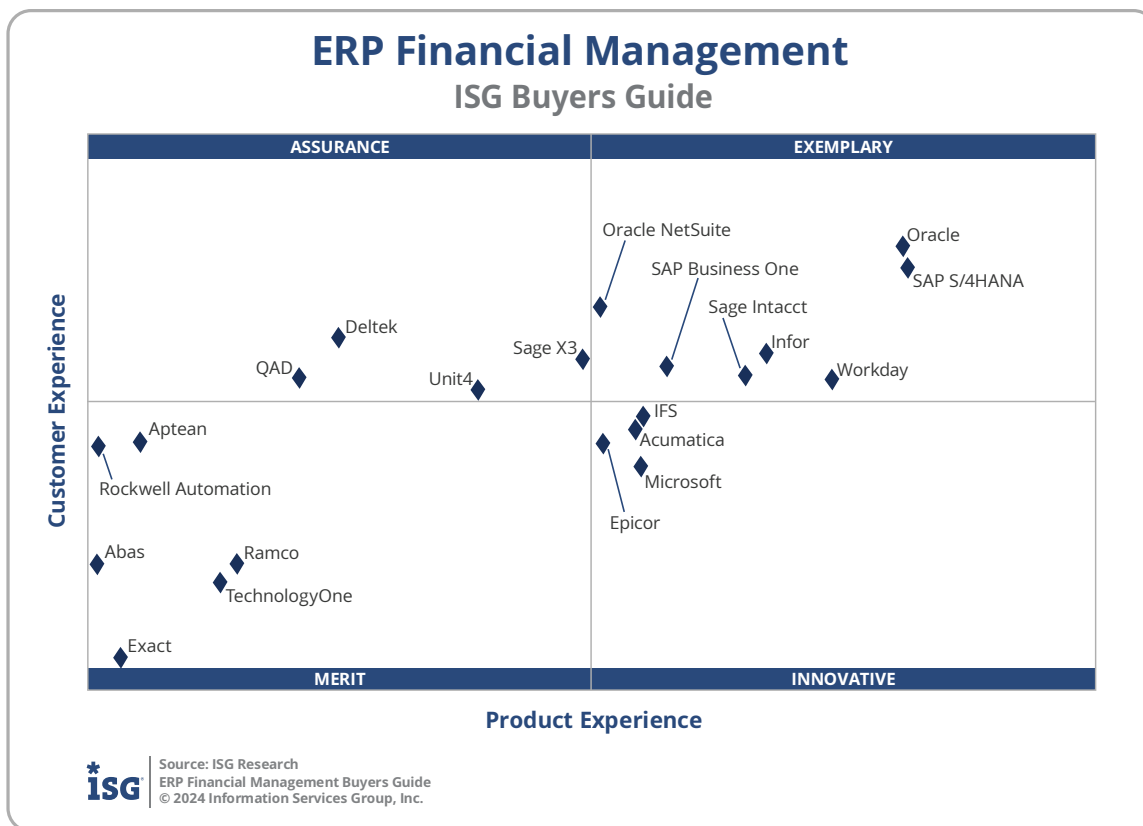 ERP Financial Management
ISG Buyers Guide
ASSURANCE
EXEMPLARY
Oracle NetSuite
Oracle
SAP Business One
SAP S/4HANA
Sage Intacct
Deltek
Infor
Sage X3
QAD
Unit4
Workday
Customer Experience
IFS
Aptean
Acumatica
Rockwell Automation
Microsoft
Epicor
Abas
Ramco
TechnologyOne
Exact
MERIT
INNOVATIVE
Product Experience
ISG
Source: ISG Research
ERP Financial Management Buyers Guide
© 2024 Information Services Group, Inc.